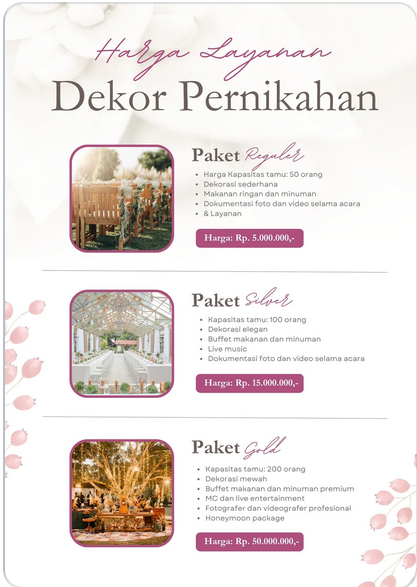 Harga Layanan
Dekor Pernikahan
Paket Reguler
• Harga Kapasitas tamu: 50 orang
• Dekorasi sederhana
• Makanan ringan dan minuman
• Dokumentasi foto dan video selama acara
• & Layanan
Harga: Rp. 5.000.000,-
Paket Silver
• Kapasitas tamu: 100 orang
• Dekorasi elegan
• Buffet makanan dan minuman
• Live music
• Dokumentasi foto dan video selama acara
Harga: Rp. 15.000.000,-
Paket Gold
• Kapasitas tamu: 200 orang
• Dekorasi mewah
• Buffet makanan dan minuman premium
• MC dan live entertainment
• Fotografer dan videografer profesional
• Honeymoon package
Harga: Rp. 50.000.000,-